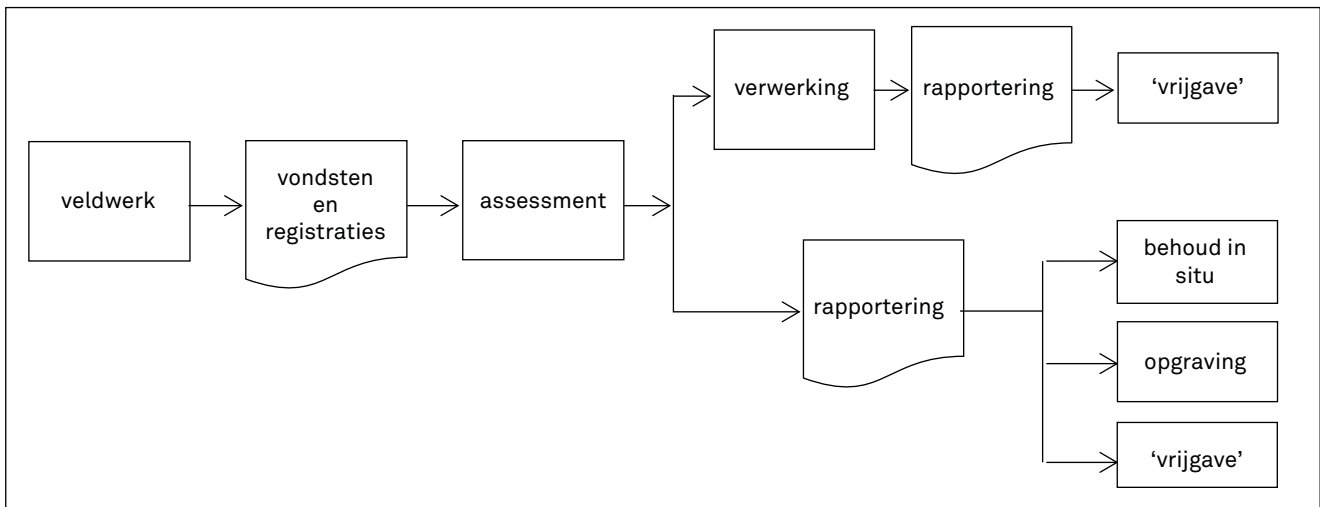 veldwerk
vondsten
en
registraties
assessment
verwerking
rapportering
‘vrijgave’
rapportering
behoud in
situ
opgraving
‘vrijgave’